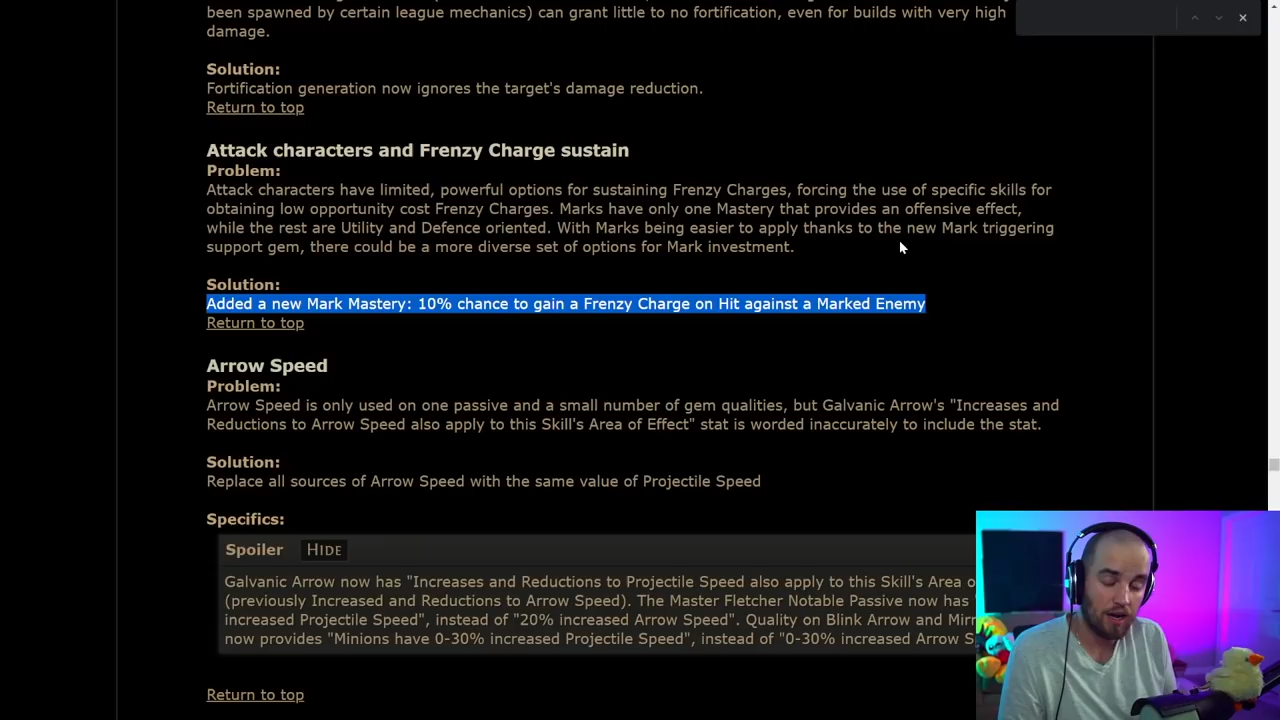 been spawned by certain league mechanics) can grant little to no fortification, even for builds with very high
damage.
Solution:
Fortification generation now ignores the target's damage reduction.
Return to top
Attack characters and Frenzy Charge sustain
Problem:
Attack characters have limited, powerful options for sustaining Frenzy Charges, forcing the use of specific skills for
obtaining low opportunity cost Frenzy Charges. Marks have only one Mastery that provides an offensive effect,
while the rest are Utility and Defence oriented. With Marks being easier to apply thanks to the new Mark triggering
support gem, there could be a more diverse set of options for Mark investment.
Solution:
Added a new Mark Mastery: 10% chance to gain a Frenzy Charge on Hit against a Marked Enemy
Return to top
Arrow Speed
Problem:
Arrow Speed is only used on one passive and a small number of gem qualities, but Galvanic Arrow's "Increases and
Reductions to Arrow Speed also apply to this Skill's Area of Effect" stat is worded inaccurately to include the stat.
Solution:
Replace all sources of Arrow Speed with the same value of Projectile Speed
Specifics:
Spoiler HIDE
Galvanic Arrow now has "Increases and Reductions to Projectile Speed also apply to this Skill's Area o
(previously Increased and Reductions to Arrow Speed). The Master Fletcher Notable Passive now has
increased Projectile Speed", instead of "20% increased Arrow Speed". Quality on Blink Arrow and Mirr
now provides "Minions have 0-30% increased Projectile Speed", instead of "0-30% increased Arrow S
Return to top